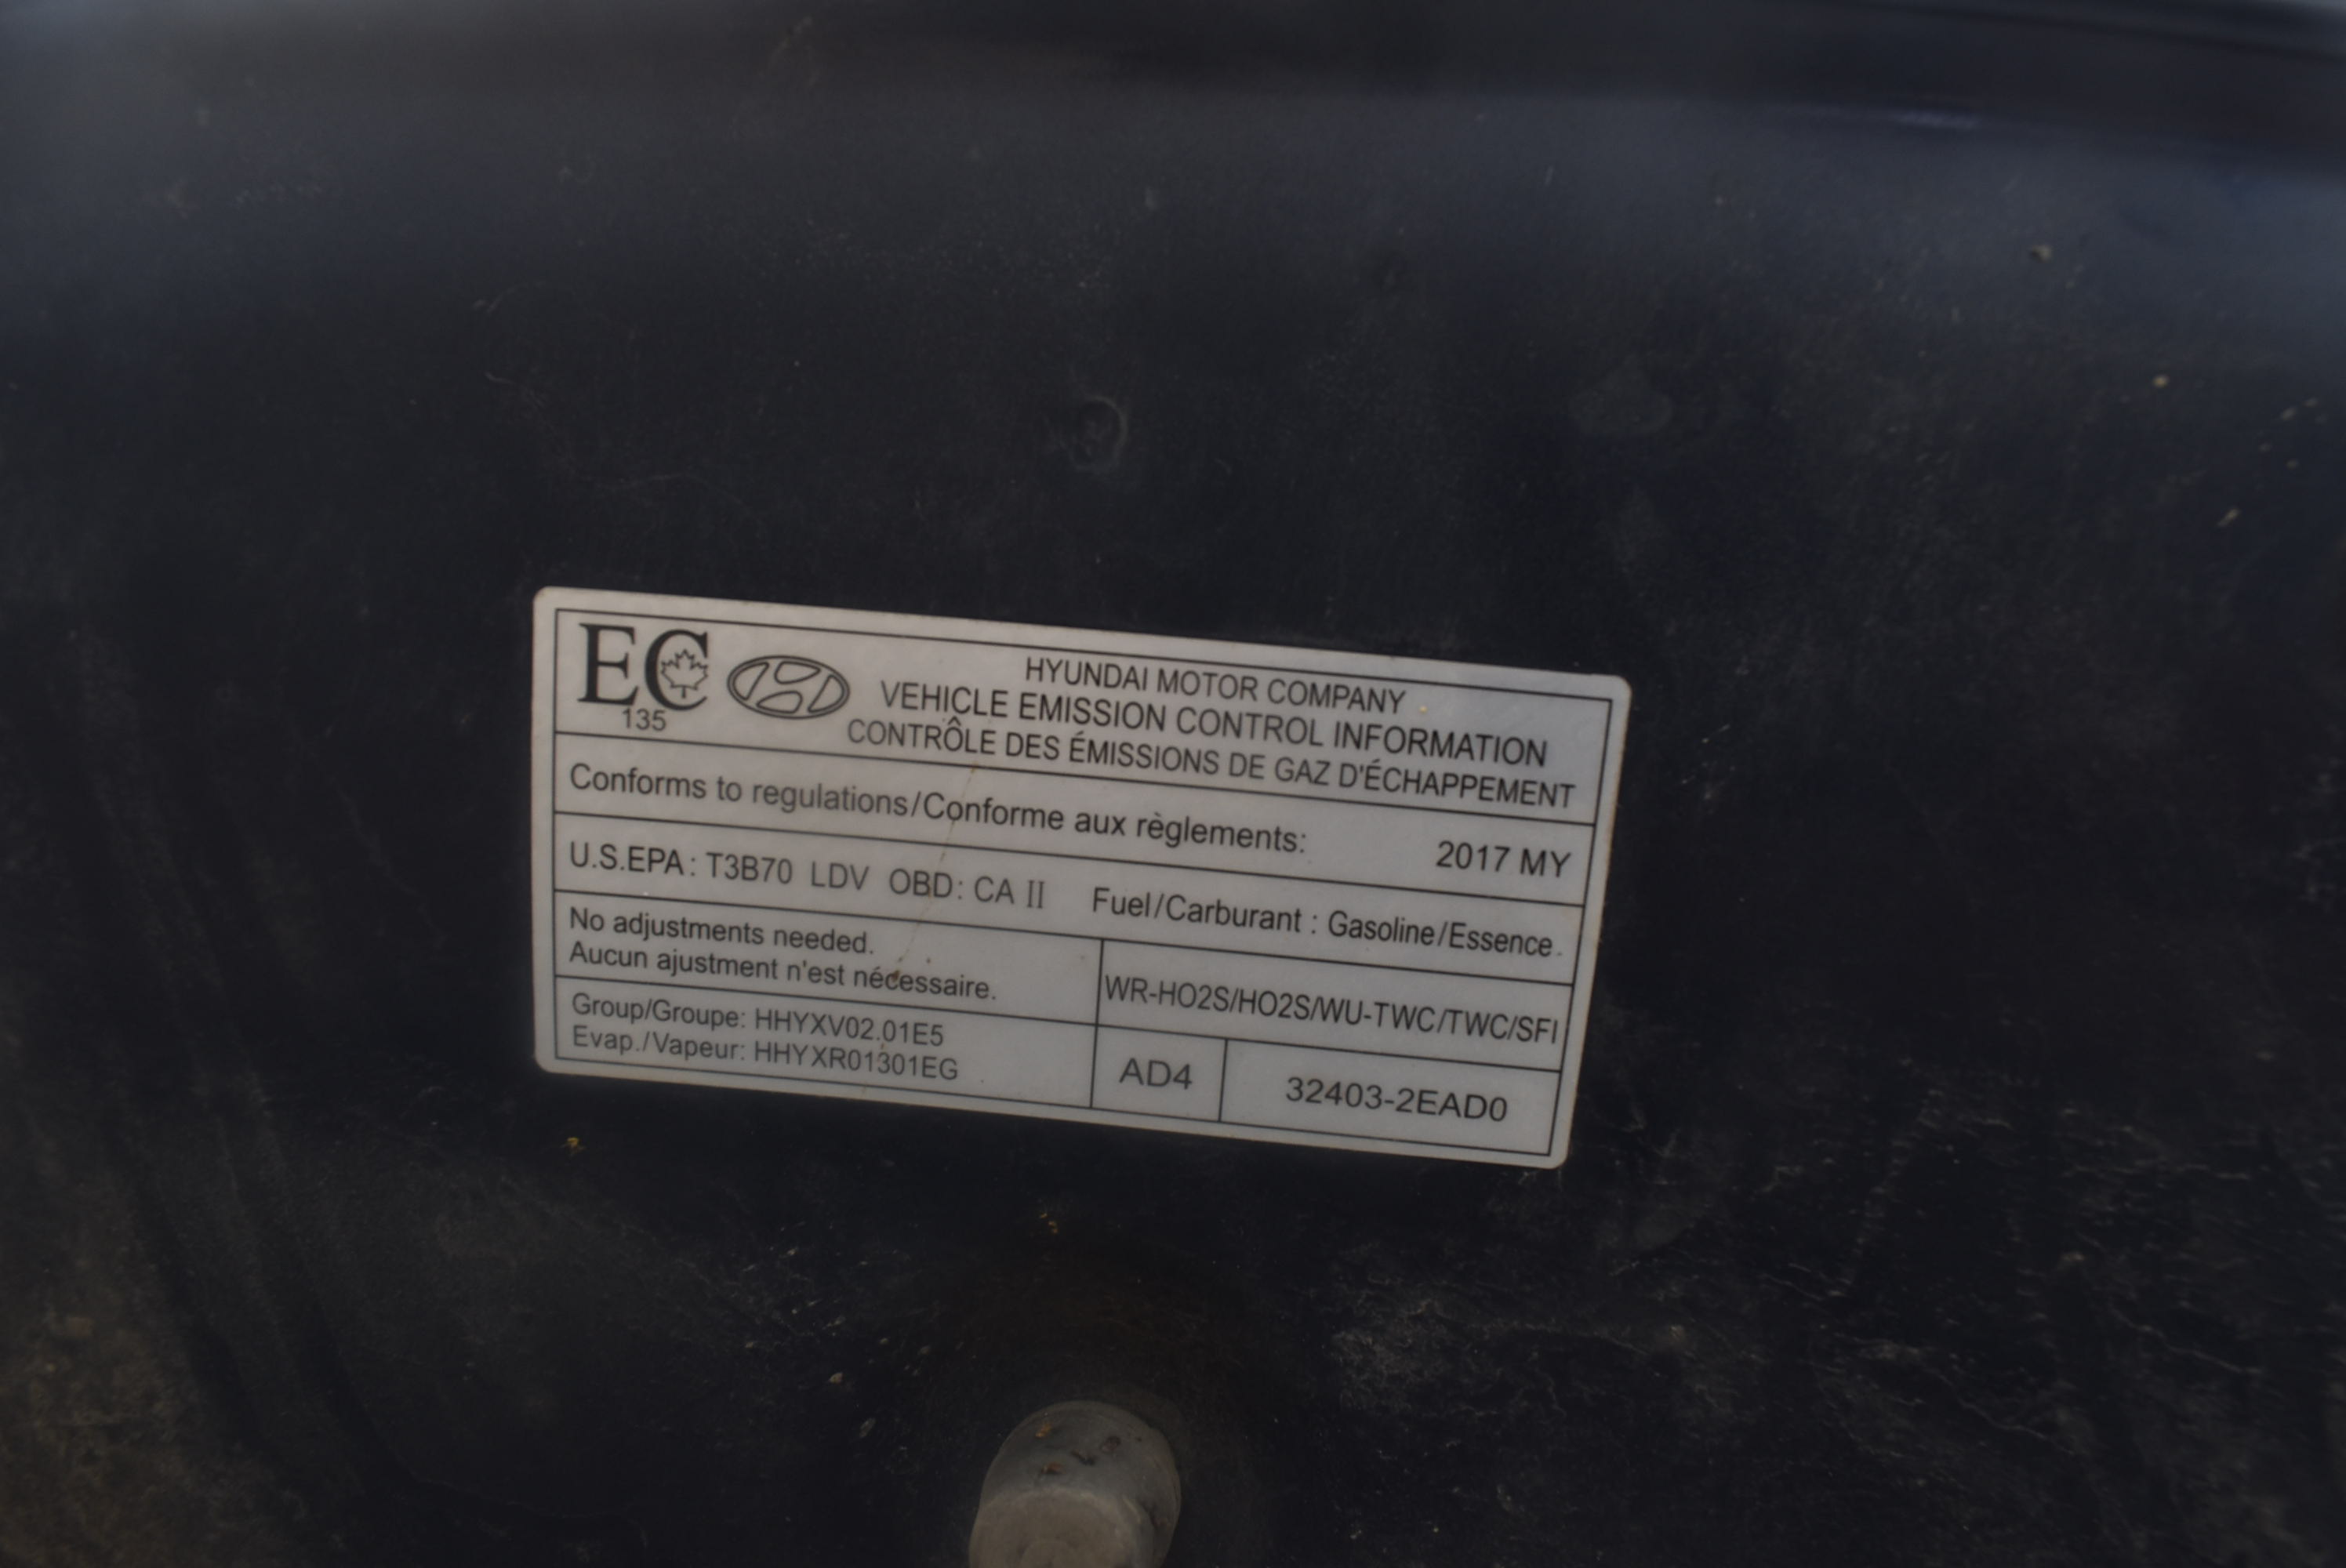 EC
135
HYUNDAI MOTOR COMPANY
VEHICLE EMISSION CONTROL INFORMATION
CONTRÔLE DES ÉMISSIONS DE GAZ D'ÉCHAPPEMENT
Conforms to regulations/Conforme aux règlements: 2017 MY
U.S.EPA: T3B70 LDV OBD: CA II Fuel/Carburant : Gasoline/Essence
No adjustments needed.
Aucun ajustment n'est nécessaire.
WR-HO2S/HO2S/WU-TWC/TWC/SFI
Group/Groupe: HHYXV02.01E5
Evap./Vapeur: HHYXR01301EG
AD4
32403-2EAD0